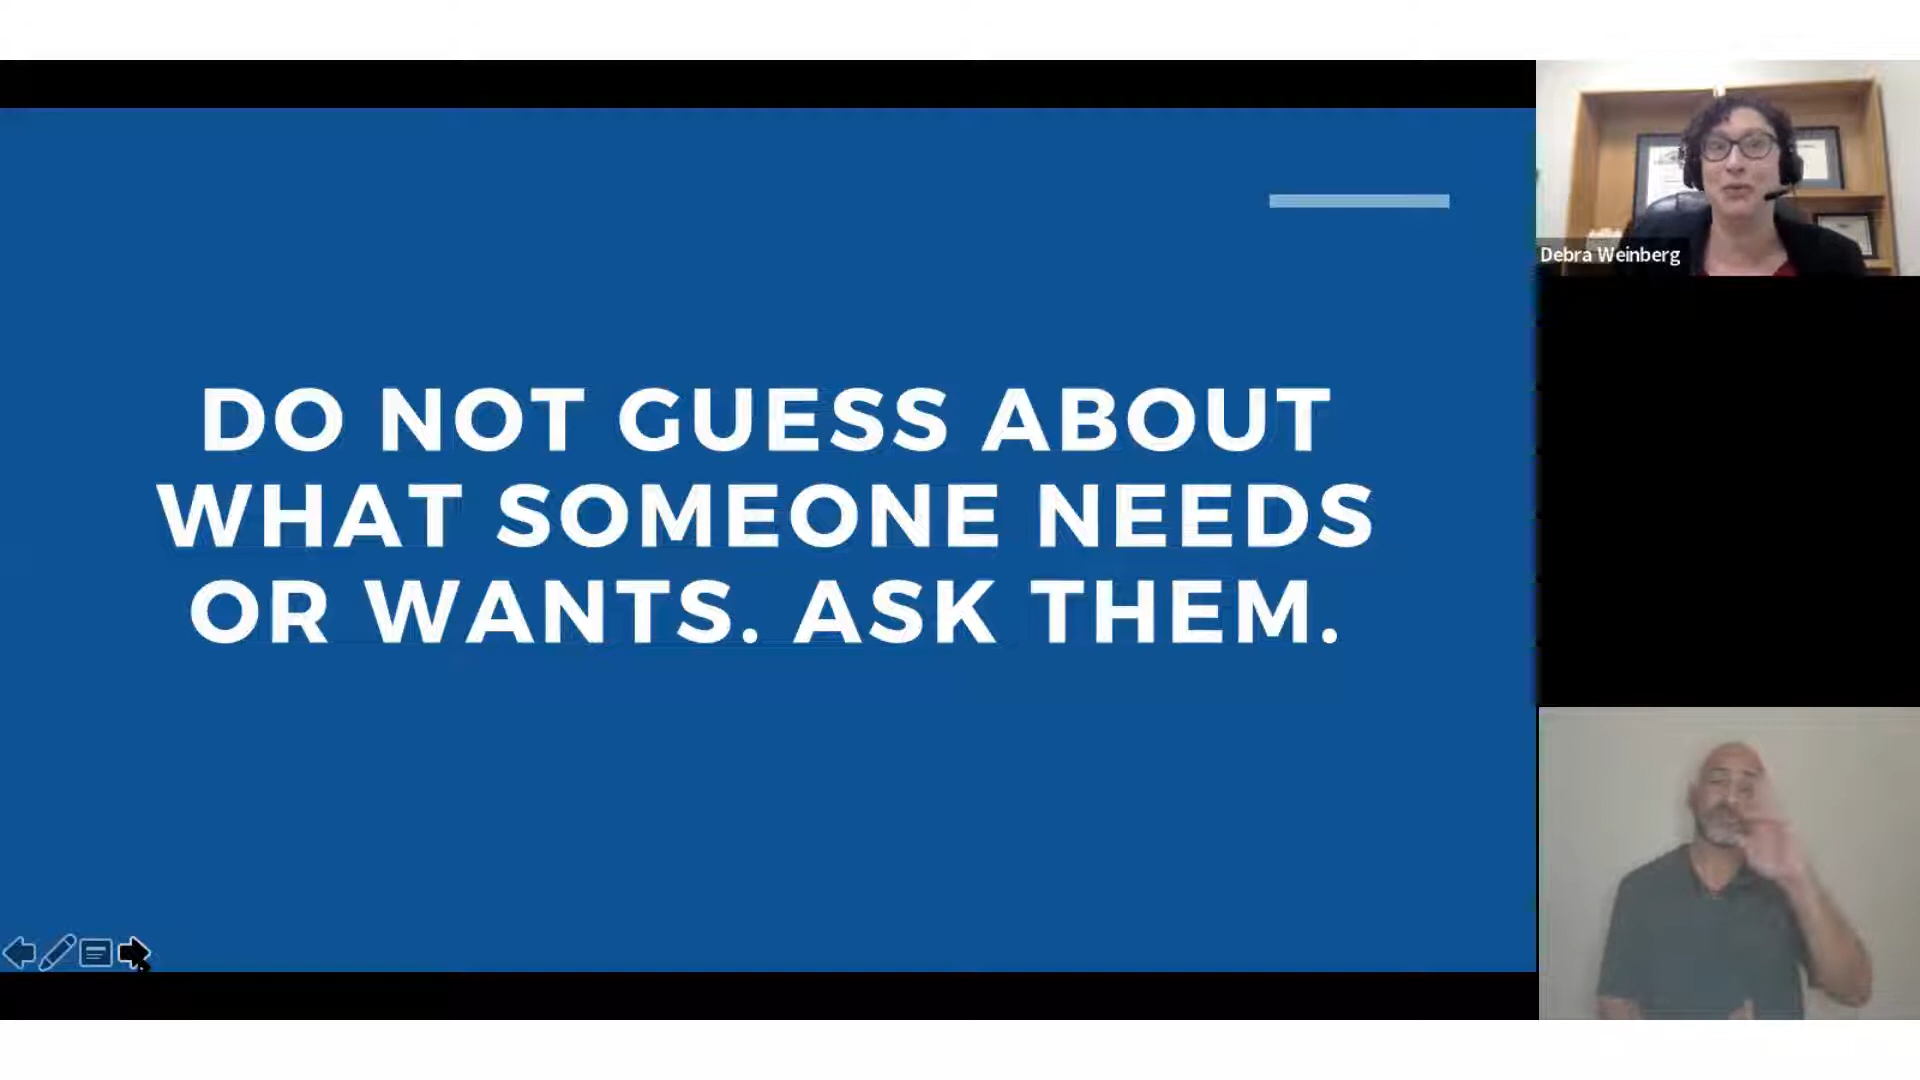 DO NOT GUESS ABOUT
WHAT SOMEONE NEEDS
OR WANTS. ASK THEM.
Debra Weinberg